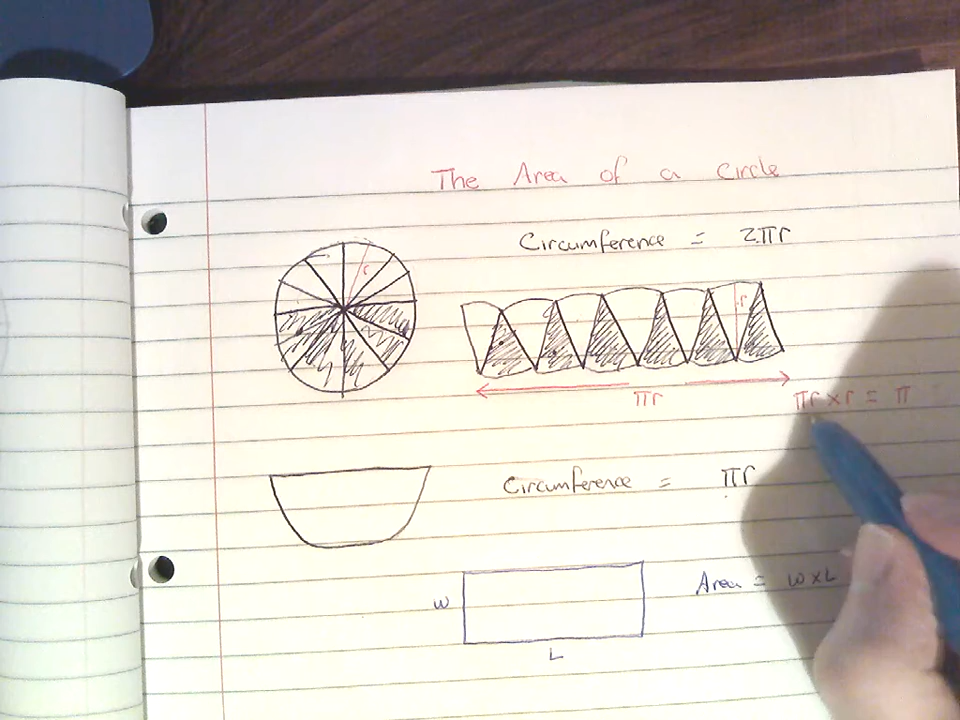 The Area of a Circle
Circumference = 2πr
r
r
πr
πr × r = π
Circumference = πr
w
Area = w×L
L